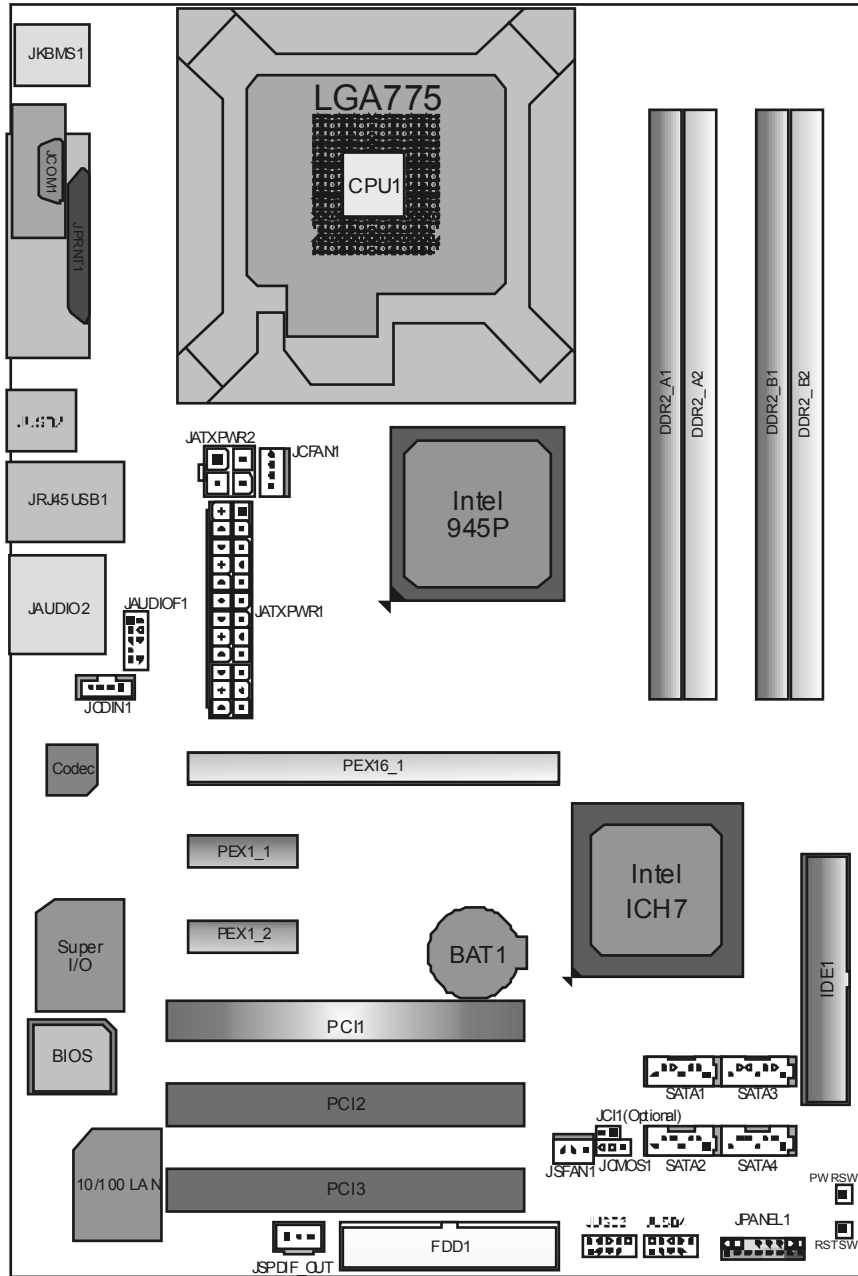 JKBMS1
LGA775
CPU1
JCOM1
JPRNT1
DDR2_A1
DDR2_A2
DDR2_B1
DDR2_B2
JATXPWR2
JCFAN1
JRJ45USB1
Intel
945P
JAUDIO2
JAUDIOF1
JATXPWR1
JCDIN1
Codec
PEX16_1
PEX1_1
Intel
ICH7
PEX1_2
Super
I/O
BAT1
IDE1
PCI1
BIOS
SATA1
SATA3
PCI2
JCI1(Optional)
JSFAN1
JCMOS1
SATA2
SATA4
10/100 LAN
PCI3
PWRSW
JPANEL1
RSTSW
FDD1
JSPDIF_OUT